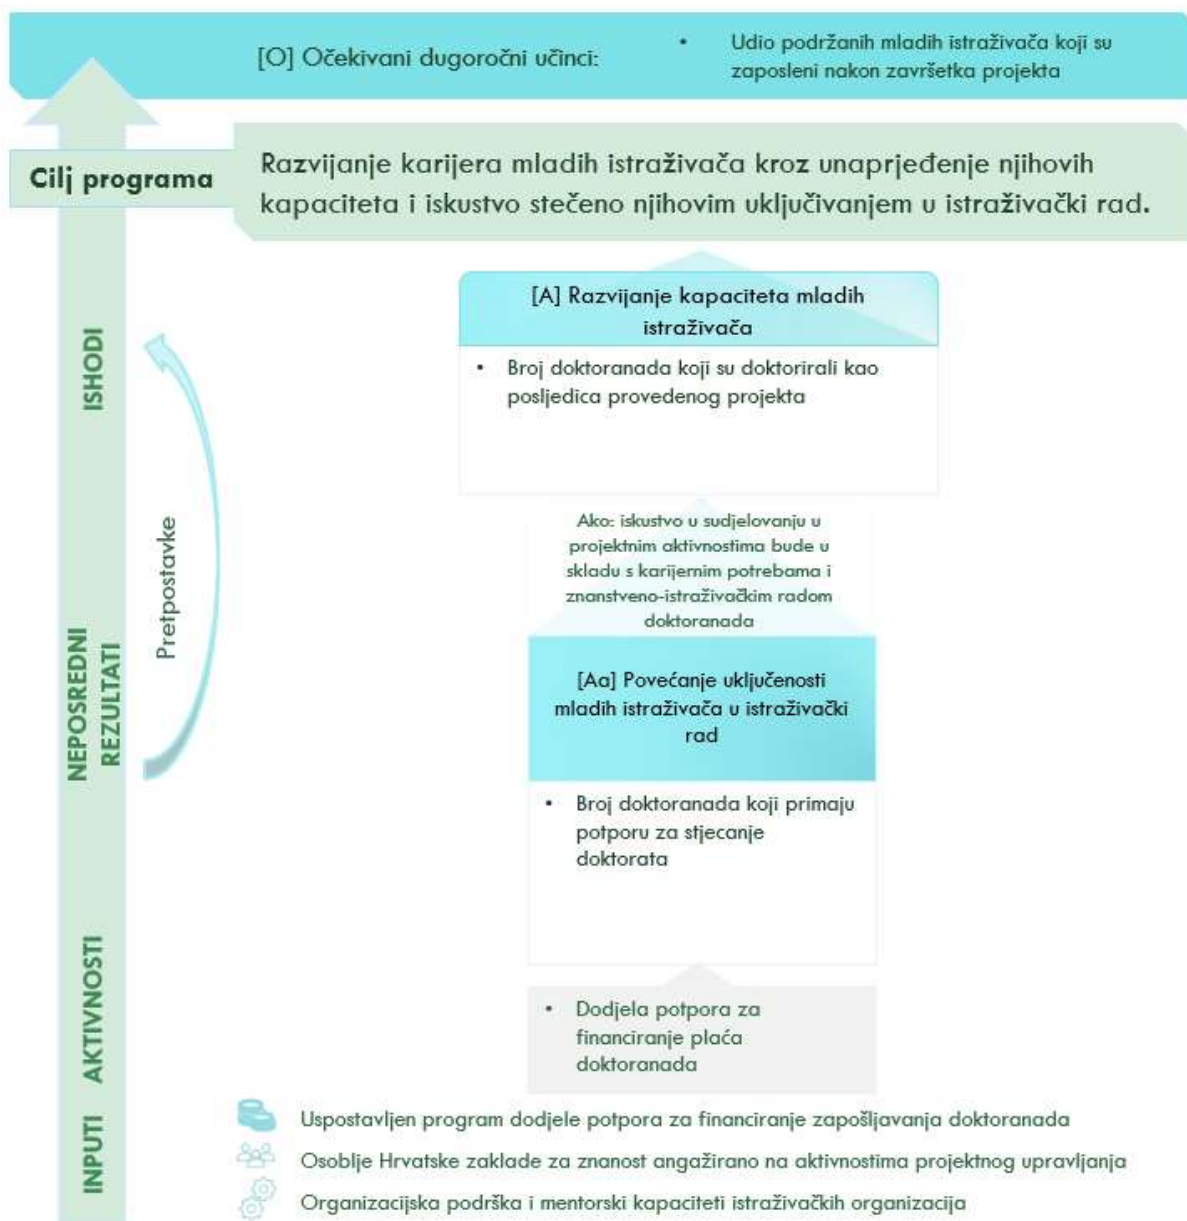 [O] Očekivani dugoročni učinci:
• Udio podržanih mladih istraživača koji su
zaposleni nakon završetka projekta
Cilj programa
Razvijanje karijera mladih istraživača kroz unaprjeđenje njihovih
kapaciteta i iskustvo stečeno njihovim uključivanjem u istraživački rad.
ISHODI
[A] Razvijanje kapaciteta mladih
istraživača
• Broj doktoranada koji su doktorirali kao
posljedica provedenog projekta
Pretpostavke
Ako: iskustvo u sudjelovanju u
projektnim aktivnostima bude u
skladu s karijernim potrebama i
znanstveno-istraživačkim radom
doktoranada
NEPOSREDNI
REZULTATI
[Aa] Povećanje uključenosti
mladih istraživača u istraživački
rad
• Broj doktoranada koji primaju
potporu za stjecanje
doktorata
AKTIVNOSTI
• Dodjela potpora za
financiranje plaća
doktoranada
INPUTI
Uspostavljen program dodjele potpora za financiranje zapošljavanja doktoranada
Osoblje Hrvatske zaklade za znanost angažirano na aktivnostima projektnog upravljanja
Organizacijska podrška i mentorski kapaciteti istraživačkih organizacija